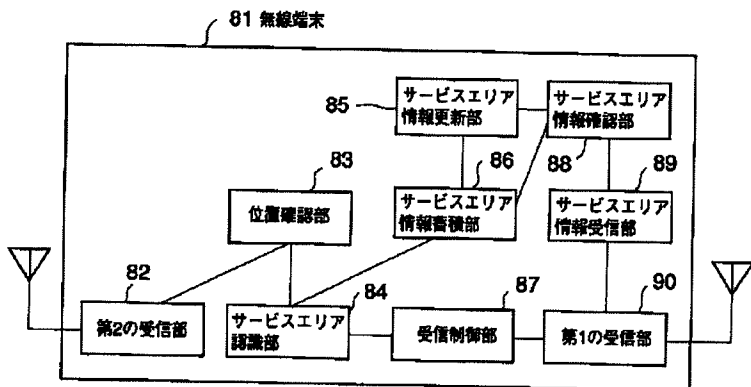 81 無線端末
85
サービスエリア
情報更新部
サービスエリア
情報確認部
88
83
86
89
位置確認部
サービスエリア
情報蓄積部
サービスエリア
情報受信部
82
84
87
90
第2の受信部
サービスエリア
認識部
受信制御部
第1の受信部